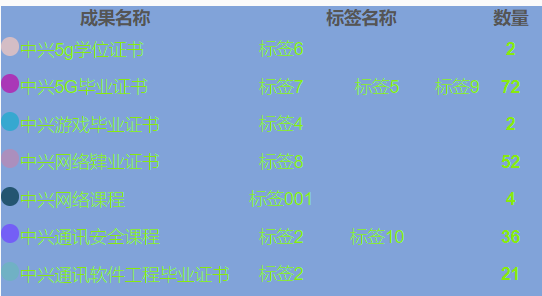 成果名称 标签名称 数量
中兴5g学位证书 标签6 2
中兴5G毕业证书 标签7 标签5 标签9 72
中兴游戏毕业证书 标签4 2
中兴网络肆业证书 标签8 52
中兴网络课程 标签001 4
中兴通讯安全课程 标签2 标签10 36
中兴通讯软件工程毕业证书 标签2 21